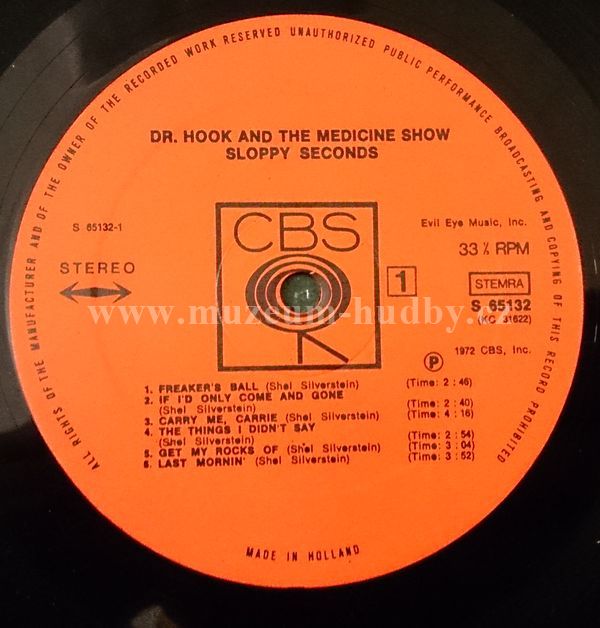 ALL RIGHTS OF THE MANUFACTURER AND OF THE OWNER OF THE RECORDED WORK RESERVED UNAUTHORIZED PUBLIC PERFORMANCE BROADCASTING AND COPYING OF THIS RECORD PROHIBITED
DR. HOOK AND THE MEDICINE SHOW
SLOPPY SECONDS
S 65132-1
STEREO
CBS
Evil Eye Music, Inc.
33 ⅓ RPM
1
STEMRA
S 65132
(KC 31622)
www.muzeum-hudby.cz
Ⓟ 1972 CBS, Inc.
1. FREAKER'S BALL (Shel Silverstein) (Time: 2 : 46)
2. IF I'D ONLY COME AND GONE
(Shel Silverstein) (Time: 2 : 40)
3. CARRY ME, CARRIE (Shel Silverstein) (Time: 4 : 16)
4. THE THINGS I DIDN'T SAY
(Shel Silverstein) (Time: 2 : 54)
5. GET MY ROCKS OF (Shel Silverstein) (Time: 3 : 04)
6. LAST MORNIN' (Shel Silverstein) (Time: 3 : 52)
MADE IN HOLLAND